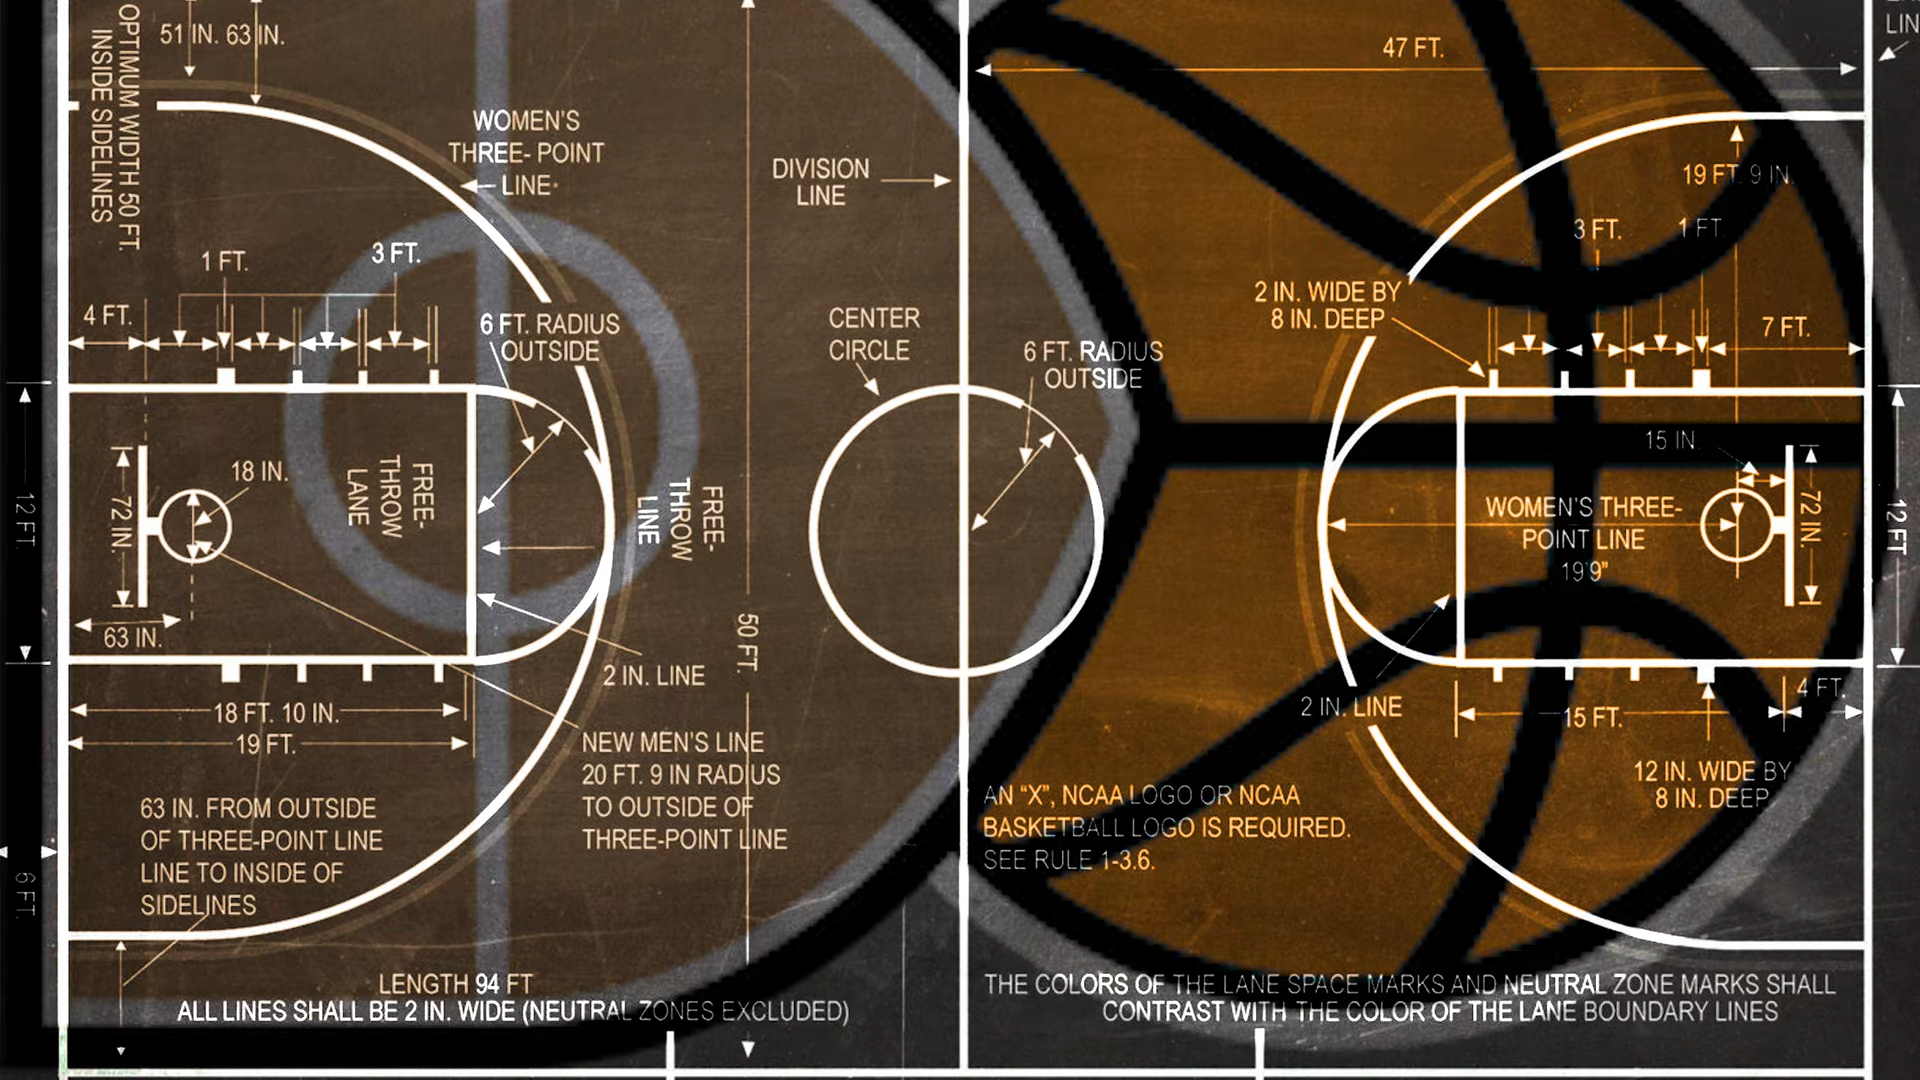 OPTIMUM WIDTH 50 FT.
INSIDE SIDELINES
51 IN.
63 IN.
WOMEN'S
THREE- POINT
LINE
DIVISION
LINE
1 FT.
3 FT.
4 FT.
6 FT. RADIUS
OUTSIDE
CENTER
CIRCLE
6 FT. RADIUS
OUTSIDE
12 FT.
72 IN.
18 IN.
FREE-
THROW
LANE
FREE-
THROW
LINE
63 IN.
50 FT.
2 IN. LINE
18 FT. 10 IN.
19 FT.
NEW MEN'S LINE
20 FT. 9 IN RADIUS
TO OUTSIDE OF
THREE-POINT LINE
63 IN. FROM OUTSIDE
OF THREE-POINT LINE
LINE TO INSIDE OF
SIDELINES
6 FT.
LENGTH 94 FT
ALL LINES SHALL BE 2 IN. WIDE (NEUTRAL ZONES EXCLUDED)
47 FT.
19 FT. 9 IN.
3 FT.
1 FT.
2 IN. WIDE BY
8 IN. DEEP
7 FT.
15 IN.
WOMEN'S THREE-
POINT LINE
19'9"
72 IN.
12 FT
2 IN. LINE
15 FT.
4 FT.
12 IN. WIDE BY
8 IN. DEEP
AN "X", NCAA LOGO OR NCAA
BASKETBALL LOGO IS REQUIRED.
SEE RULE 1-3.6.
THE COLORS OF THE LANE SPACE MARKS AND NEUTRAL ZONE MARKS SHALL
CONTRAST WITH THE COLOR OF THE LANE BOUNDARY LINES